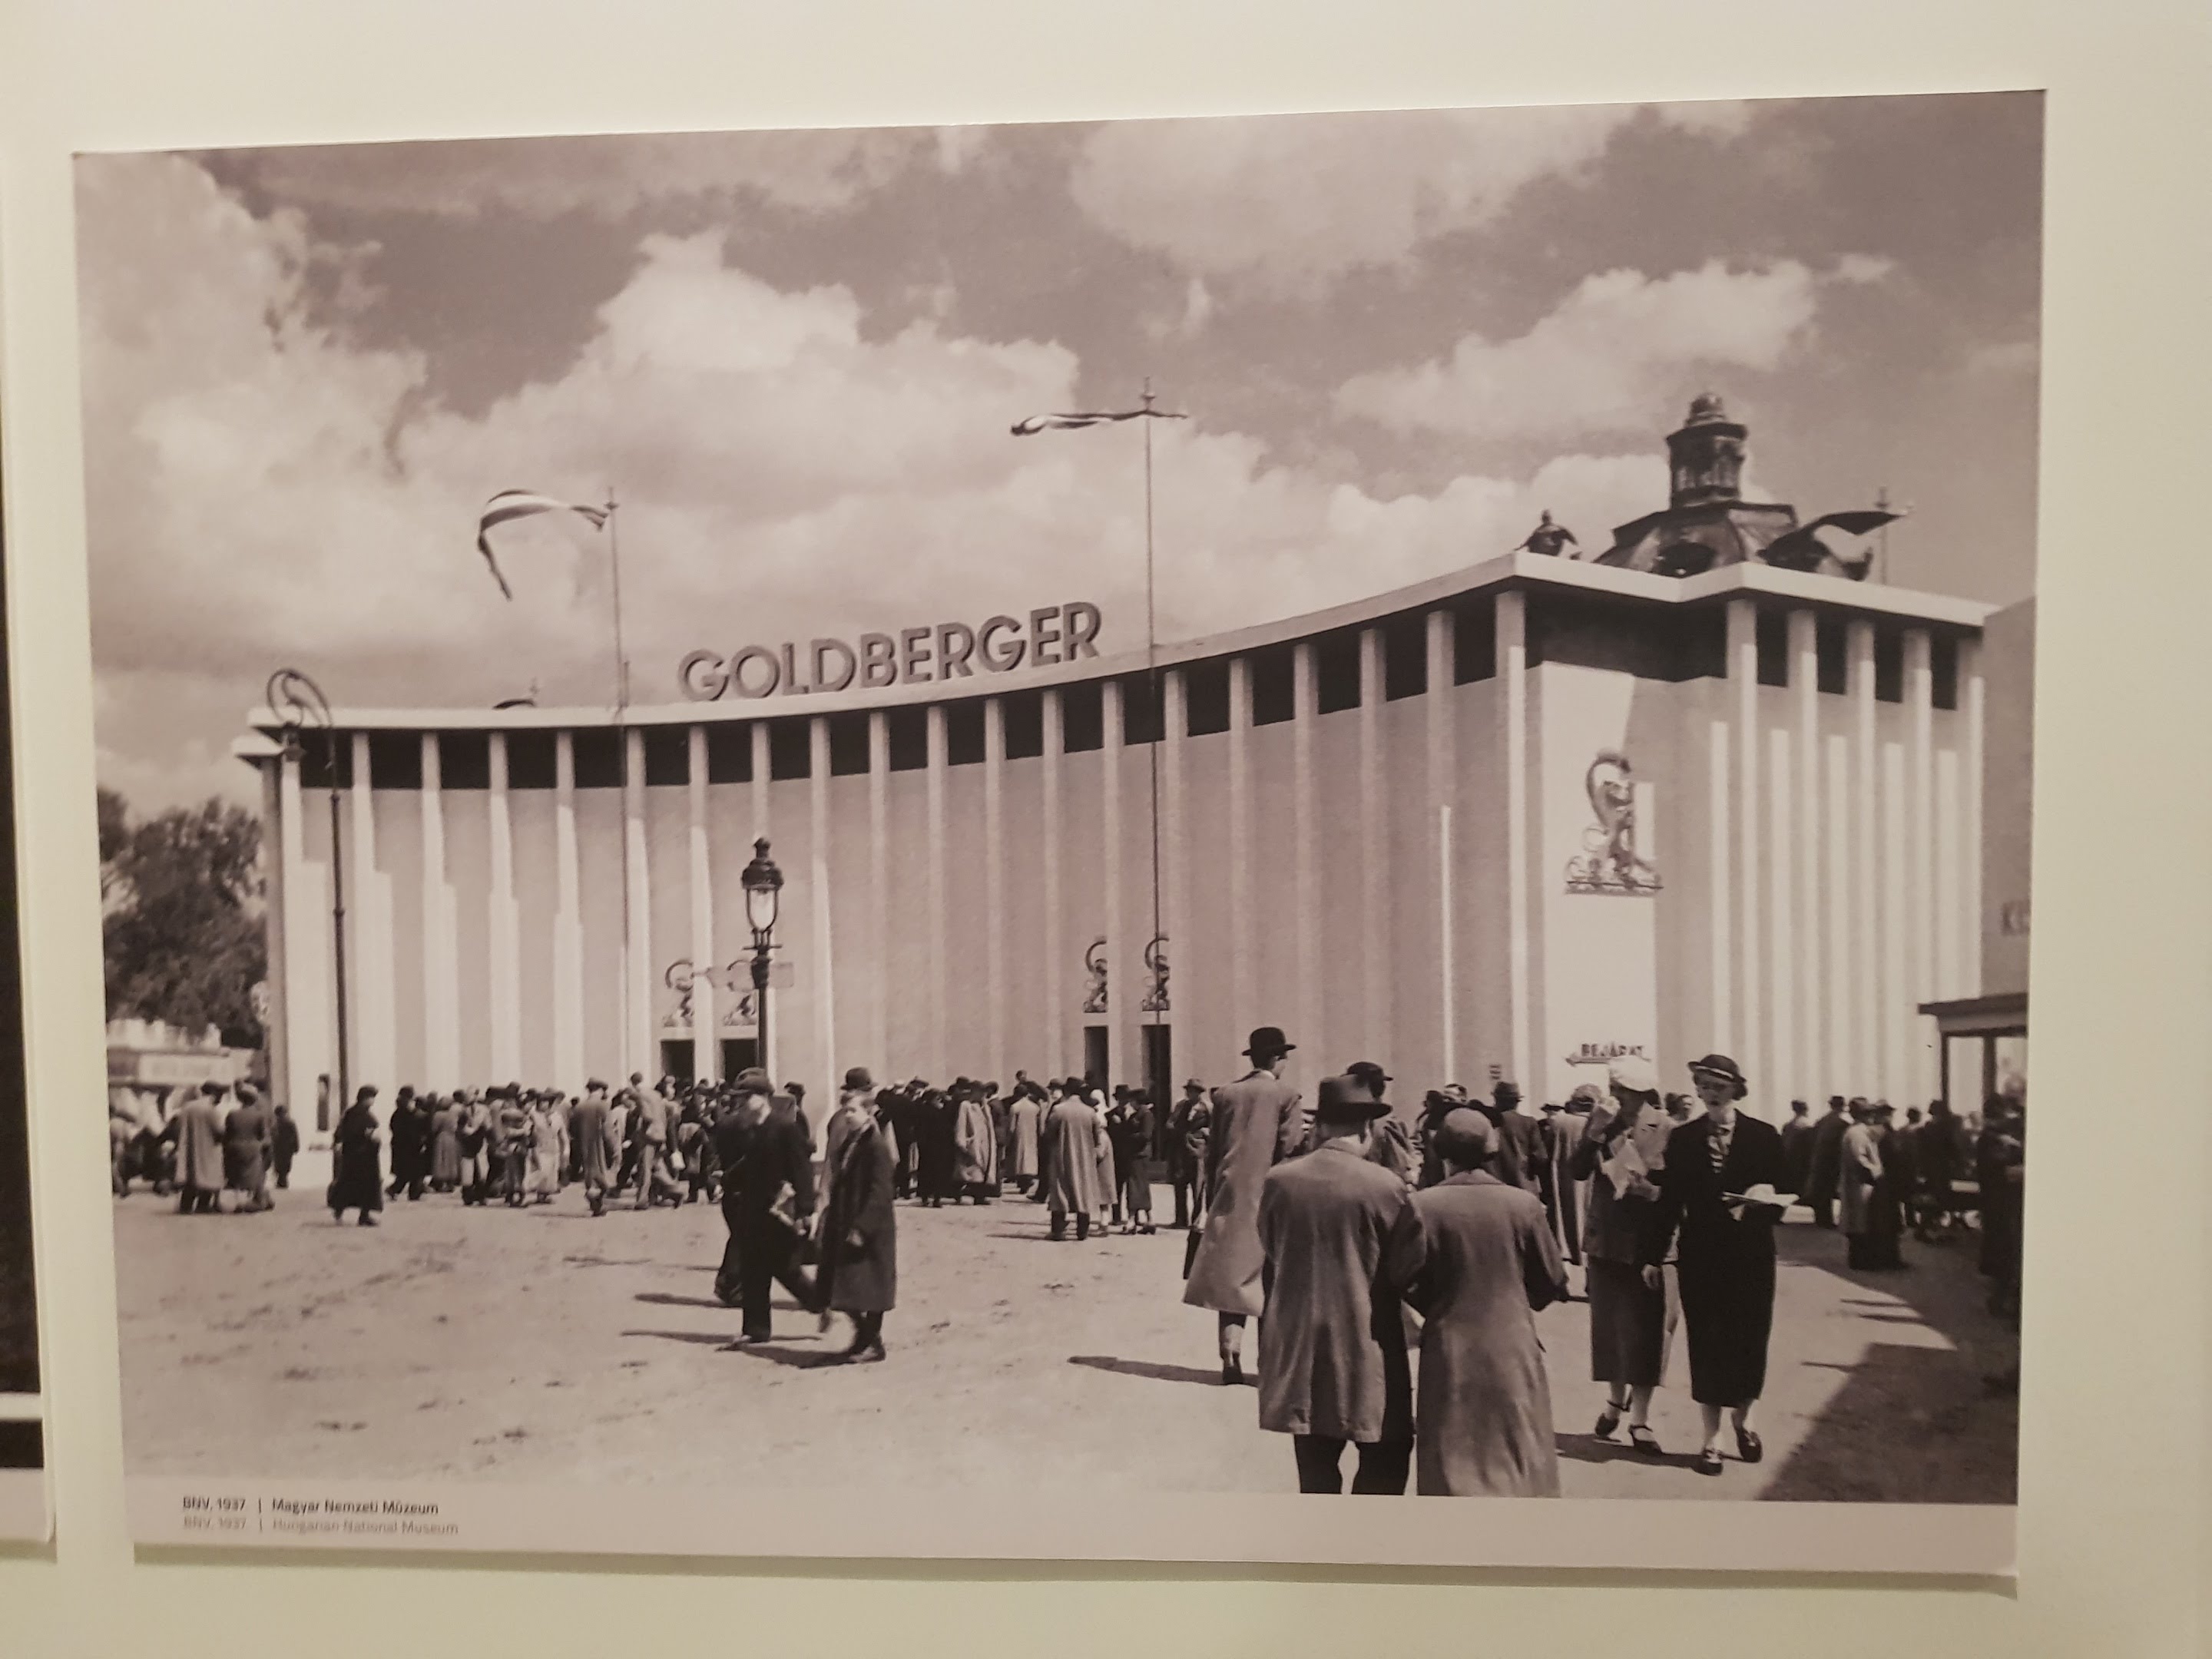 GOLDBERGER
BEJÁRAT
BNV, 1937 | Magyar Nemzeti Múzeum
BNV, 1937 | Hungarian National Museum